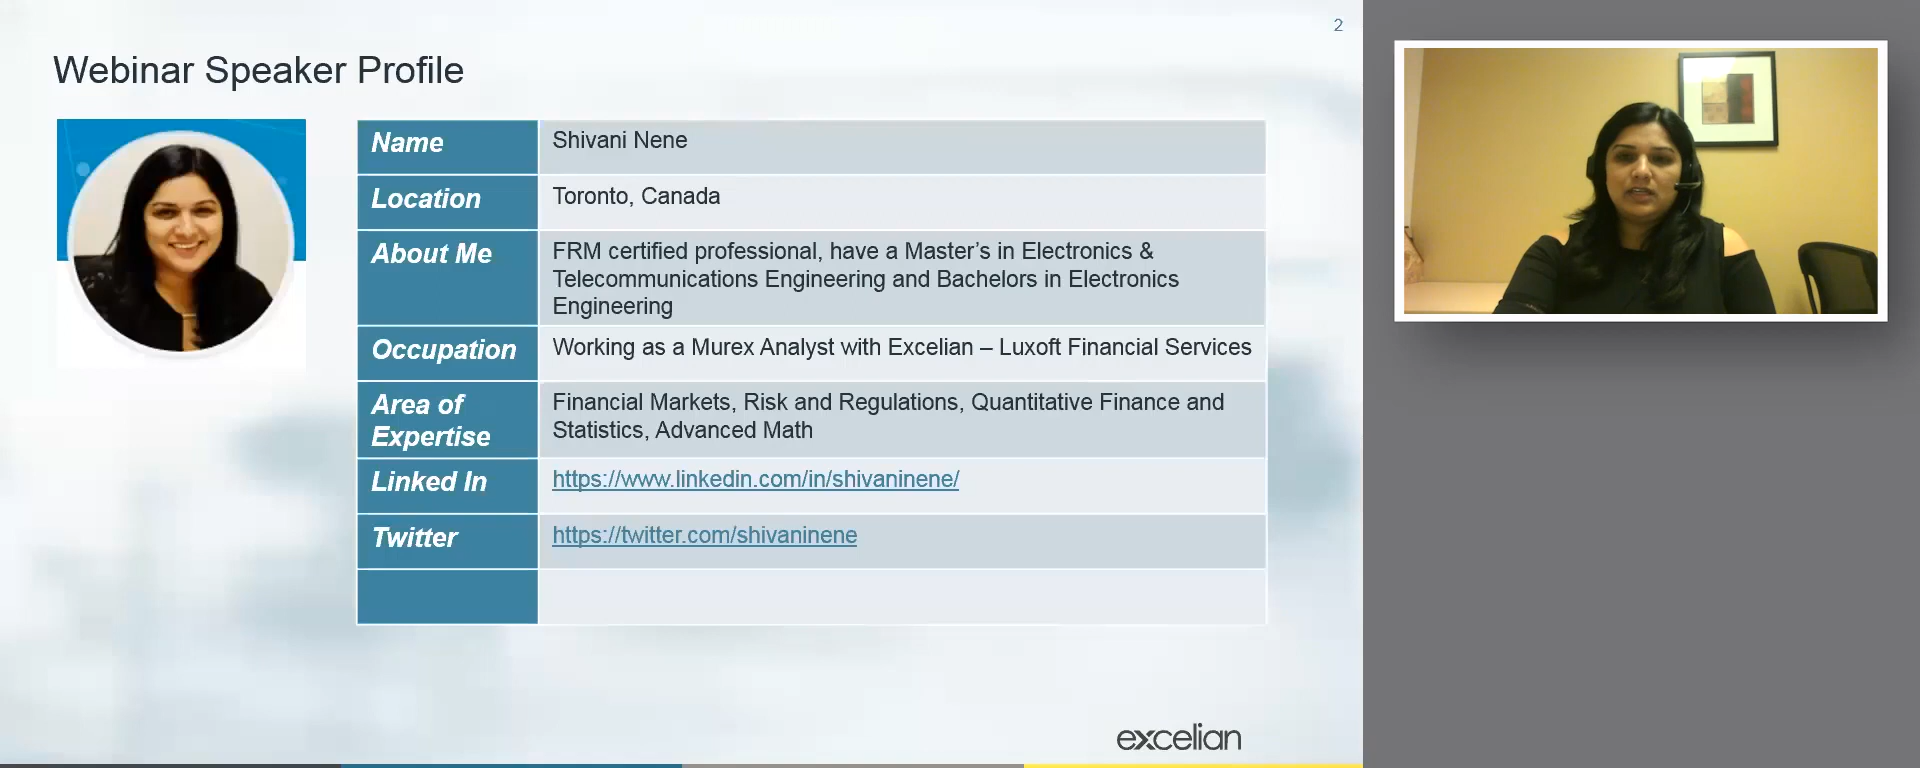 2
Webinar Speaker Profile
Name
Shivani Nene
Location
Toronto, Canada
About Me
FRM certified professional, have a Master’s in Electronics &
Telecommunications Engineering and Bachelors in Electronics
Engineering
Occupation
Working as a Murex Analyst with Excelian – Luxoft Financial Services
Area of
Expertise
Financial Markets, Risk and Regulations, Quantitative Finance and
Statistics, Advanced Math
Linked In
https://www.linkedin.com/in/shivaninene/
Twitter
https://twitter.com/shivaninene
excelian